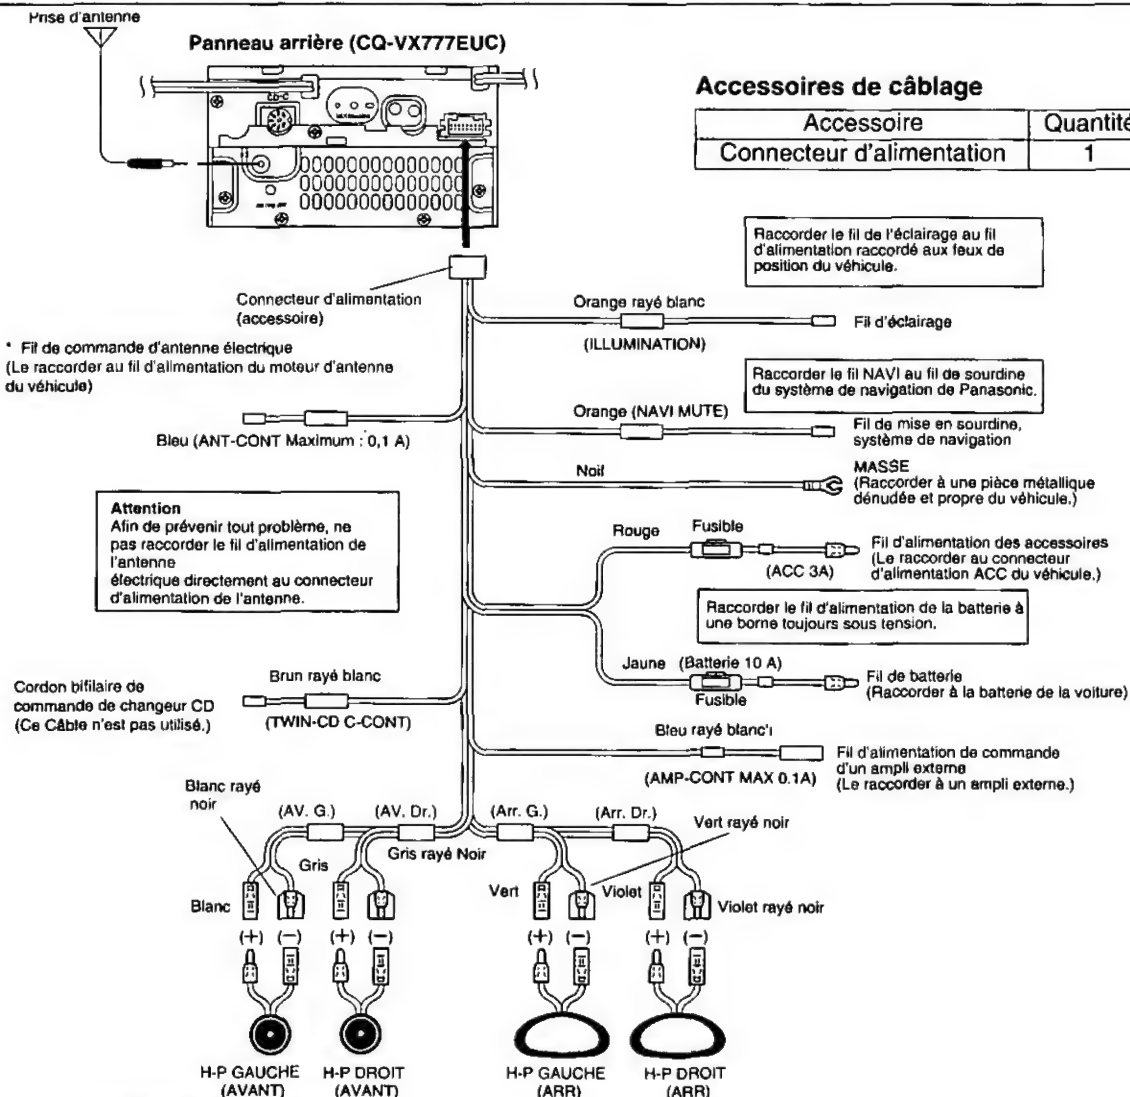 Prise d'antenne
Panneau arrière (CQ-VX777EUC)
CD-C
Accessoires de câblage
Accessoire Quantité
Connecteur d'alimentation 1
Raccorder le fil de l'éclairage au fil
d'alimentation raccordé aux feux de
position du véhicule.
Connecteur d'alimentation
(accessoire)
Orange rayé blanc
(ILLUMINATION)
Fil d'éclairage
* Fil de commande d'antenne électrique
(Le raccorder au fil d'alimentation du moteur d'antenne
du véhicule)
Raccorder le fil NAVI au fil de sourdine
du système de navigation de Panasonic.
Bleu (ANT-CONT Maximum : 0,1 A)
Orange (NAVI MUTE)
Fil de mise en sourdine,
système de navigation
Noir
MASSE
(Raccorder à une pièce métallique
dénudée et propre du véhicule.)
Attention
Afin de prévenir tout problème, ne
pas raccorder le fil d'alimentation de
l'antenne
électrique directement au connecteur
d'alimentation de l'antenne.
Rouge
Fusible
(ACC 3A)
Fil d'alimentation des accessoires
(Le raccorder au connecteur
d'alimentation ACC du véhicule.)
Raccorder le fil d'alimentation de la batterie à
une borne toujours sous tension.
Jaune (Batterie 10 A)
Fusible
Fil de batterie
(Raccorder à la batterie de la voiture)
Cordon bifilaire de
commande de changeur CD
(Ce Câble n'est pas utilisé.)
Brun rayé blanc
(TWIN-CD C-CONT)
Bleu rayé blanc'ı
(AMP-CONT MAX 0.1A)
Fil d'alimentation de commande
d'un ampli externe
(Le raccorder à un ampli externe.)
Blanc rayé
noir
(AV. G.) (AV. Dr.) (Arr. G.) (Arr. Dr.)
Vert rayé noir
Gris
Gris rayé Noir
Blanc
Vert
Violet
Violet rayé noir
(+) (−) (+) (−) (+) (−) (+) (−)
H-P GAUCHE
(AVANT)
H-P DROIT
(AVANT)
H-P GAUCHE
(ARR)
H-P DROIT
(ARR)